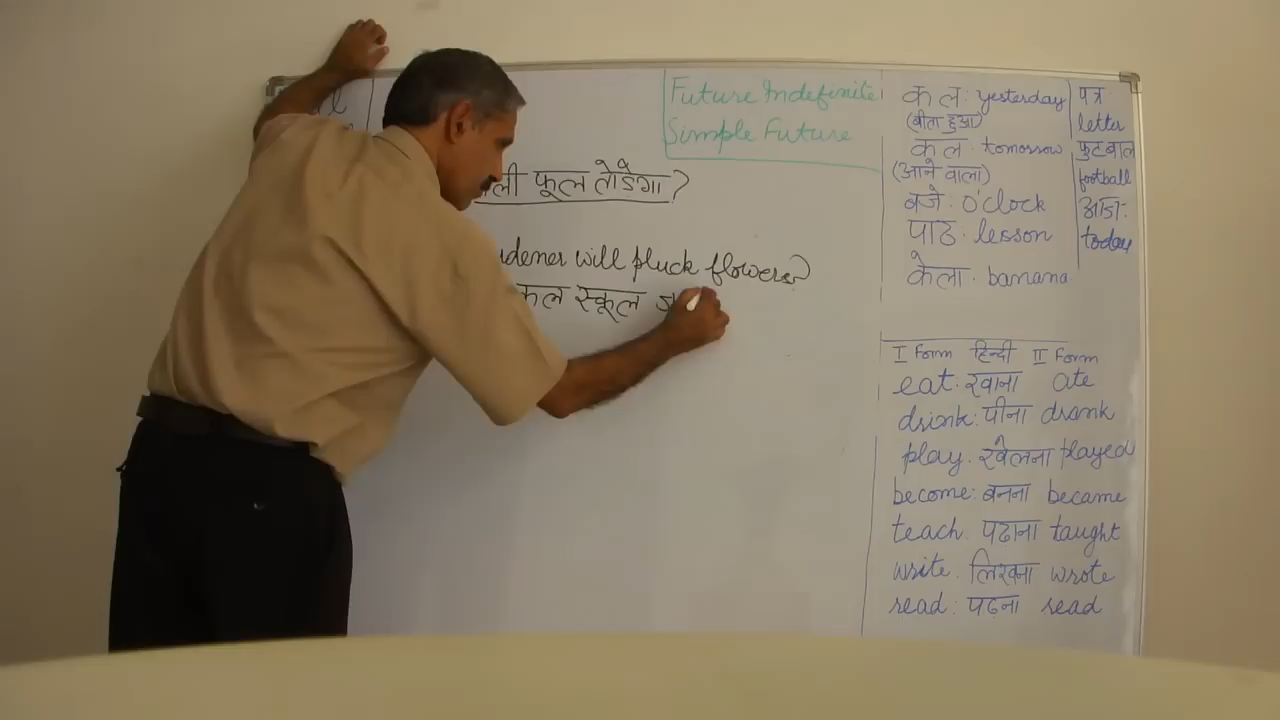 Future Indefinite
Simple Future
फूल तोडेगा?
will pluck flowers?
कल स्कूल
कल: yesterday
(बीता हुआ)
कल. tomorrow
(आने वाला)
बजे: o'clock
पाठ. lesson
केला. banana
पत्र
letter
फुटबाल
football
आज:
today
I Form हिन्दी II Form
eat. खाना ate
drink: पीना drank
play. खेलना played
become: बनना became
teach. पढाना taught
write. लिखना wrote
read: पढ़ना read